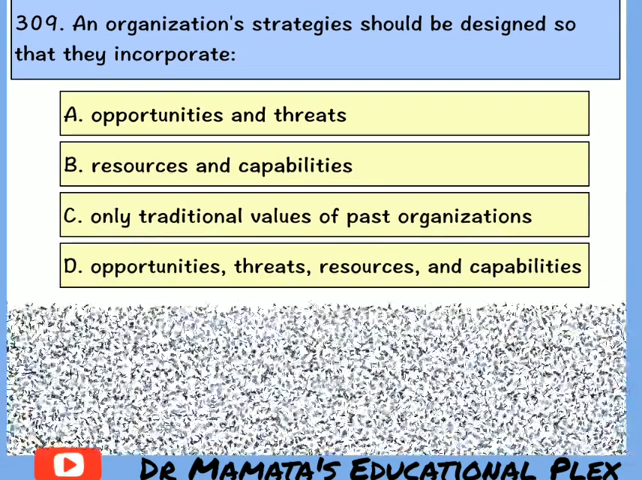 309. An organization's strategies should be designed so
that they incorporate:
A. opportunities and threats
B. resources and capabilities
C. only traditional values of past organizations
D. opportunities, threats, resources, and capabilities
Dr Mamata's Educational Plex